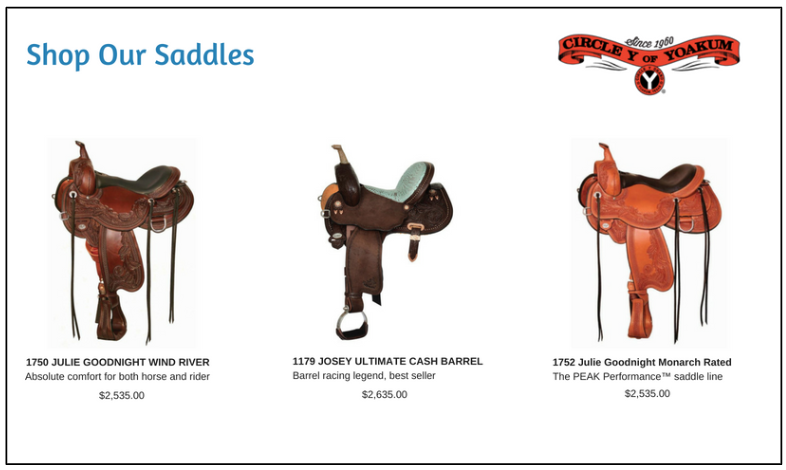 Shop Our Saddles
Since 1960
CIRCLE Y OF YOAKUM
Y
1750 JULIE GOODNIGHT WIND RIVER
Absolute comfort for both horse and rider
$2,535.00
1179 JOSEY ULTIMATE CASH BARREL
Barrel racing legend, best seller
$2,635.00
1752 Julie Goodnight Monarch Rated
The PEAK Performance™ saddle line
$2,535.00